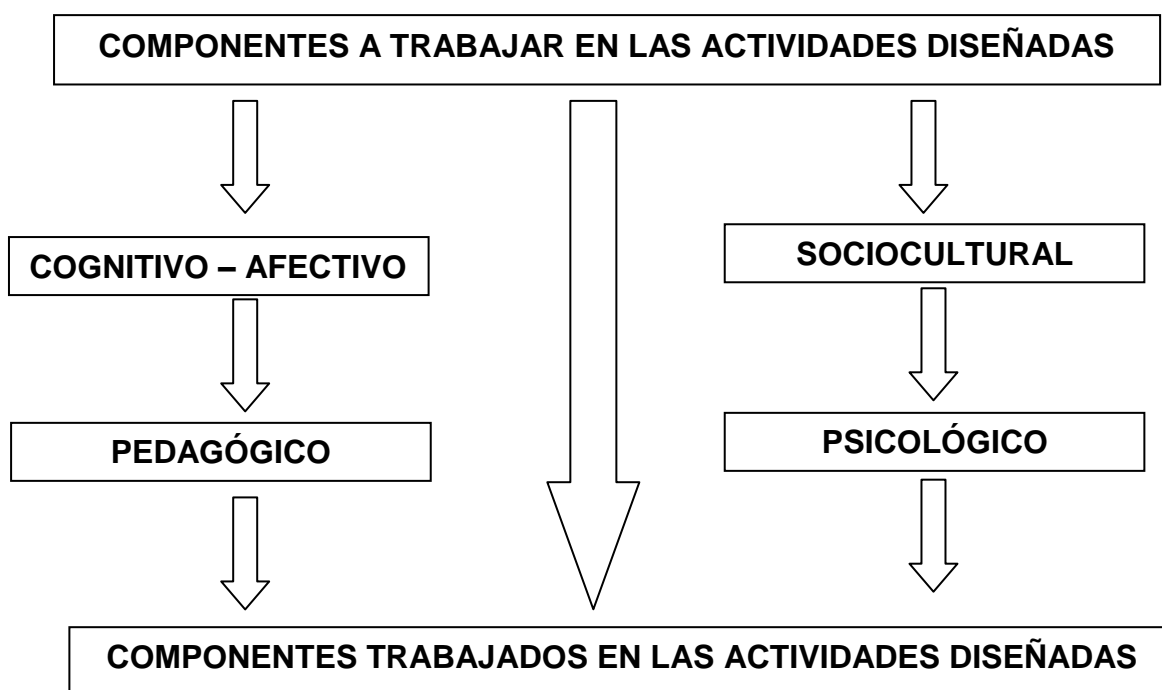 COMPONENTES A TRABAJAR EN LAS ACTIVIDADES DISEÑADAS
COGNITIVO – AFECTIVO
SOCIOCULTURAL
PEDAGÓGICO
PSICOLÓGICO
COMPONENTES TRABAJADOS EN LAS ACTIVIDADES DISEÑADAS